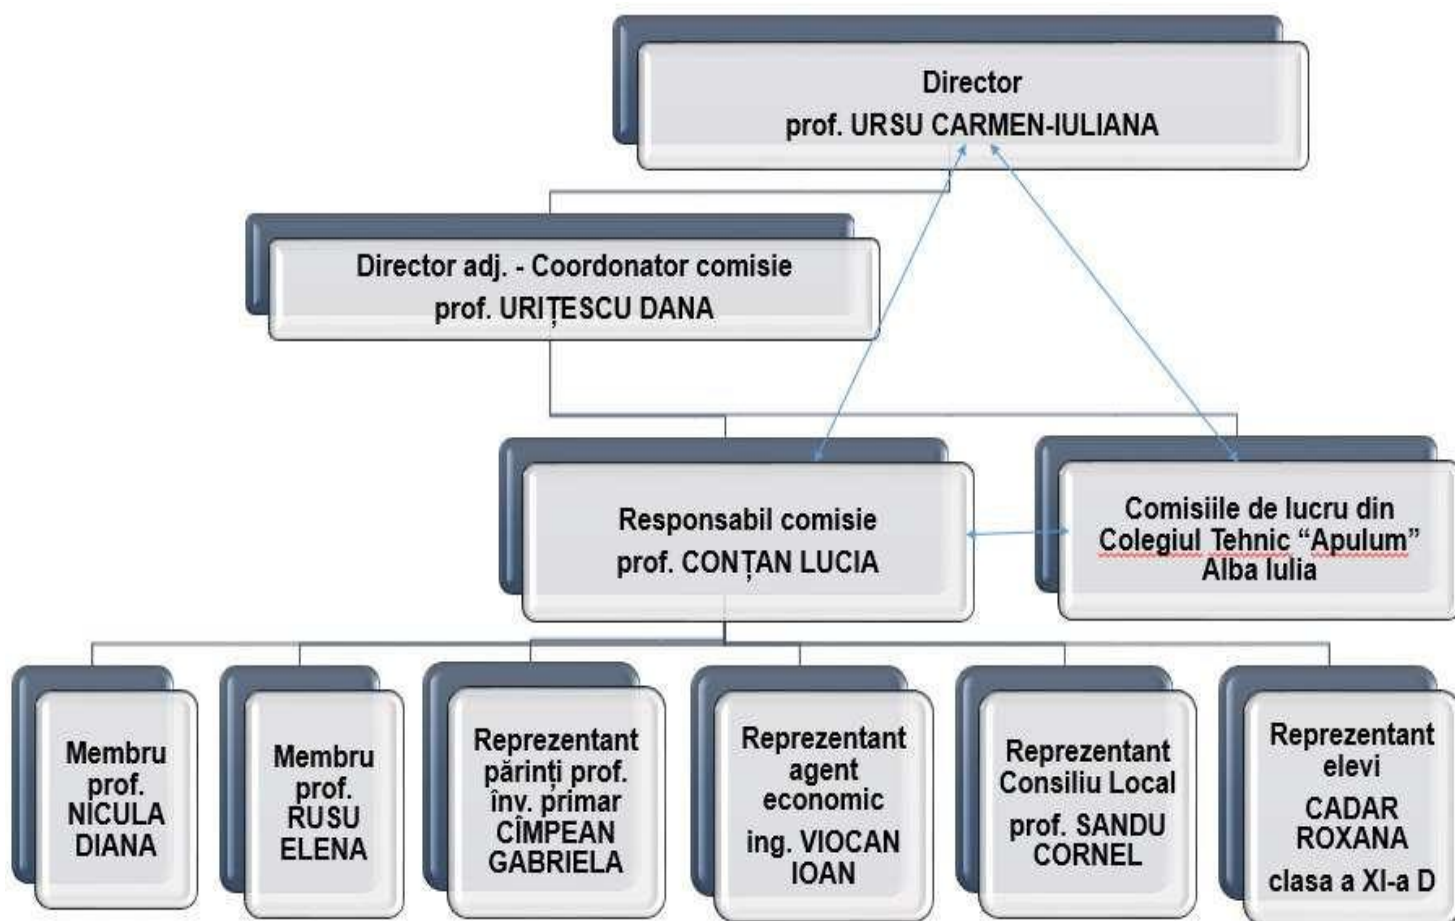 Director
prof. URSU CARMEN-IULIANA
Director adj. - Coordonator comisie
prof. URIȚESCU DANA
Responsabil comisie
prof. CONȚAN LUCIA
Comisiile de lucru din
Colegiul Tehnic “Apulum”
Alba Iulia
Membru
prof.
NICULA
DIANA
Membru
prof.
RUSU
ELENA
Reprezentant
părinți prof.
înv. primar
CÎMPEAN
GABRIELA
Reprezentant
agent
economic
ing. VIOCAN
IOAN
Reprezentant
Consiliu Local
prof. SANDU
CORNEL
Reprezentant
elevi
CADAR
ROXANA
clasa a XI-a D